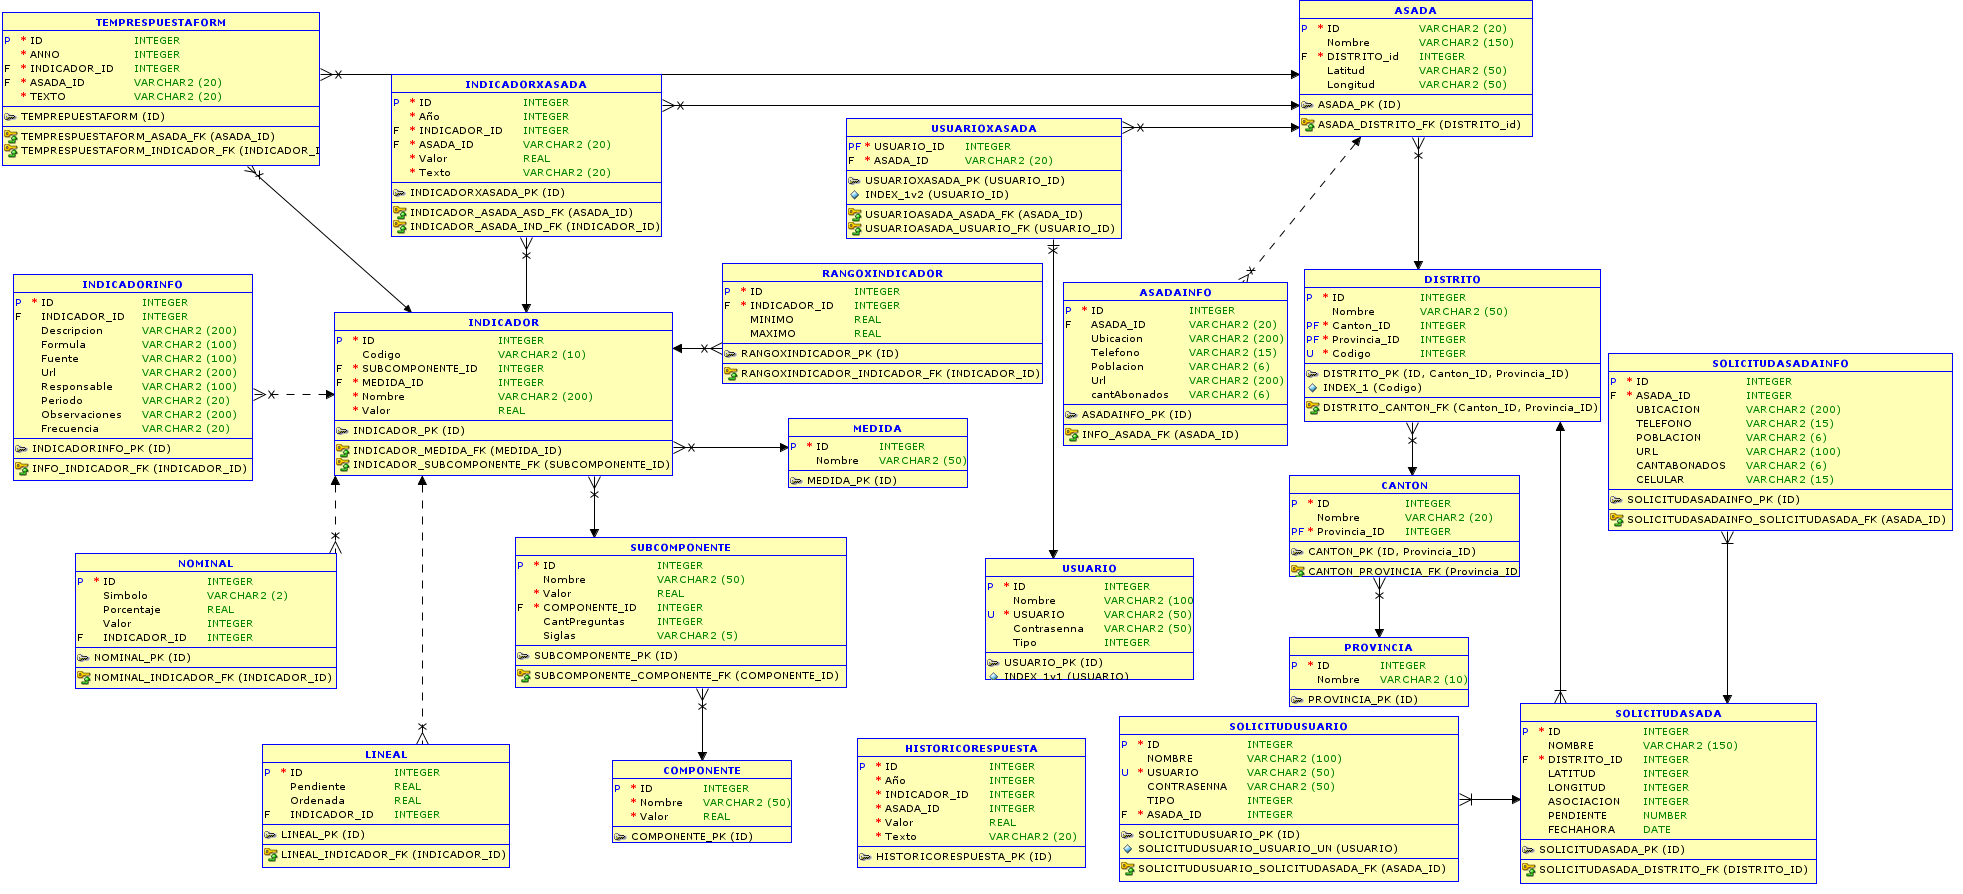 TEMPRESPUESTAFORM
P * ID INTEGER
* ANNO INTEGER
F * INDICADOR_ID INTEGER
F * ASADA_ID VARCHAR2 (20)
* TEXTO VARCHAR2 (20)
TEMPREPUESTAFORM (ID)
TEMPRESPUESTAFORM_ASADA_FK (ASADA_ID)
TEMPRESPUESTAFORM_INDICADOR_FK (INDICADOR_I
INDICADORXASADA
P * ID INTEGER
* Año INTEGER
F * INDICADOR_ID INTEGER
F * ASADA_ID VARCHAR2 (20)
* Valor REAL
* Texto VARCHAR2 (20)
INDICADORXASADA_PK (ID)
INDICADOR_ASADA_ASD_FK (ASADA_ID)
INDICADOR_ASADA_IND_FK (INDICADOR_ID)
USUARIOXASADA
PF * USUARIO_ID INTEGER
F * ASADA_ID VARCHAR2 (20)
USUARIOXASADA_PK (USUARIO_ID)
INDEX_1v2 (USUARIO_ID)
USUARIOASADA_ASADA_FK (ASADA_ID)
USUARIOASADA_USUARIO_FK (USUARIO_ID)
ASADA
P * ID VARCHAR2 (20)
Nombre VARCHAR2 (150)
F * DISTRITO_id INTEGER
Latitud VARCHAR2 (50)
Longitud VARCHAR2 (50)
ASADA_PK (ID)
ASADA_DISTRITO_FK (DISTRITO_id)
INDICADORINFO
P * ID INTEGER
F INDICADOR_ID INTEGER
Descripcion VARCHAR2 (200)
Formula VARCHAR2 (100)
Fuente VARCHAR2 (100)
Url VARCHAR2 (200)
Responsable VARCHAR2 (100)
Periodo VARCHAR2 (20)
Observaciones VARCHAR2 (200)
Frecuencia VARCHAR2 (20)
INDICADORINFO_PK (ID)
INFO_INDICADOR_FK (INDICADOR_ID)
INDICADOR
P * ID INTEGER
Codigo VARCHAR2 (10)
F * SUBCOMPONENTE_ID INTEGER
F * MEDIDA_ID INTEGER
* Nombre VARCHAR2 (200)
* Valor REAL
INDICADOR_PK (ID)
INDICADOR_MEDIDA_FK (MEDIDA_ID)
INDICADOR_SUBCOMPONENTE_FK (SUBCOMPONENTE_ID)
RANGOXINDICADOR
P * ID INTEGER
F * INDICADOR_ID INTEGER
MINIMO REAL
MAXIMO REAL
RANGOXINDICADOR_PK (ID)
RANGOXINDICADOR_INDICADOR_FK (INDICADOR_ID)
ASADAINFO
P * ID INTEGER
F ASADA_ID VARCHAR2 (20)
Ubicacion VARCHAR2 (200)
Telefono VARCHAR2 (15)
Poblacion VARCHAR2 (6)
Url VARCHAR2 (200)
cantAbonados VARCHAR2 (6)
ASADAINFO_PK (ID)
INFO_ASADA_FK (ASADA_ID)
DISTRITO
P * ID INTEGER
Nombre VARCHAR2 (50)
PF * Canton_ID INTEGER
PF * Provincia_ID INTEGER
U * Codigo INTEGER
DISTRITO_PK (ID, Canton_ID, Provincia_ID)
INDEX_1 (Codigo)
DISTRITO_CANTON_FK (Canton_ID, Provincia_ID)
SOLICITUDASADAINFO
P * ID INTEGER
F * ASADA_ID INTEGER
UBICACION VARCHAR2 (200)
TELEFONO VARCHAR2 (15)
POBLACION VARCHAR2 (6)
URL VARCHAR2 (100)
CANTABONADOS VARCHAR2 (6)
CELULAR VARCHAR2 (15)
SOLICITUDASADAINFO_PK (ID)
SOLICITUDASADAINFO_SOLICITUDASADA_FK (ASADA_ID)
MEDIDA
P * ID INTEGER
Nombre VARCHAR2 (50)
MEDIDA_PK (ID)
CANTON
P * ID INTEGER
Nombre VARCHAR2 (20)
PF * Provincia_ID INTEGER
CANTON_PK (ID, Provincia_ID)
CANTON_PROVINCIA_FK (Provincia_ID
NOMINAL
P * ID INTEGER
Simbolo VARCHAR2 (2)
Porcentaje REAL
Valor INTEGER
F INDICADOR_ID INTEGER
NOMINAL_PK (ID)
NOMINAL_INDICADOR_FK (INDICADOR_ID)
SUBCOMPONENTE
P * ID INTEGER
Nombre VARCHAR2 (50)
* Valor REAL
F * COMPONENTE_ID INTEGER
CantPreguntas INTEGER
Siglas VARCHAR2 (5)
SUBCOMPONENTE_PK (ID)
SUBCOMPONENTE_COMPONENTE_FK (COMPONENTE_ID)
USUARIO
P * ID INTEGER
Nombre VARCHAR2 (100
U * USUARIO VARCHAR2 (50)
Contrasenna VARCHAR2 (50)
Tipo INTEGER
USUARIO_PK (ID)
INDEX_1v1 (USUARIO)
PROVINCIA
P * ID INTEGER
Nombre VARCHAR2 (10)
PROVINCIA_PK (ID)
LINEAL
P * ID INTEGER
Pendiente REAL
Ordenada REAL
F INDICADOR_ID INTEGER
LINEAL_PK (ID)
LINEAL_INDICADOR_FK (INDICADOR_ID)
COMPONENTE
P * ID INTEGER
* Nombre VARCHAR2 (50)
* Valor REAL
COMPONENTE_PK (ID)
HISTORICORESPUESTA
P * ID INTEGER
* Año INTEGER
* INDICADOR_ID INTEGER
* ASADA_ID INTEGER
* Valor REAL
* Texto VARCHAR2 (20)
HISTORICORESPUESTA_PK (ID)
SOLICITUDUSUARIO
P * ID INTEGER
NOMBRE VARCHAR2 (100)
U * USUARIO VARCHAR2 (50)
CONTRASENNA VARCHAR2 (50)
TIPO INTEGER
F * ASADA_ID INTEGER
SOLICITUDUSUARIO_PK (ID)
SOLICITUDUSUARIO_USUARIO_UN (USUARIO)
SOLICITUDUSUARIO_SOLICITUDASADA_FK (ASADA_ID)
SOLICITUDASADA
P * ID INTEGER
NOMBRE VARCHAR2 (150)
F * DISTRITO_ID INTEGER
LATITUD INTEGER
LONGITUD INTEGER
ASOCIACION INTEGER
PENDIENTE NUMBER
FECHAHORA DATE
SOLICITUDASADA_PK (ID)
SOLICITUDASADA_DISTRITO_FK (DISTRITO_ID)